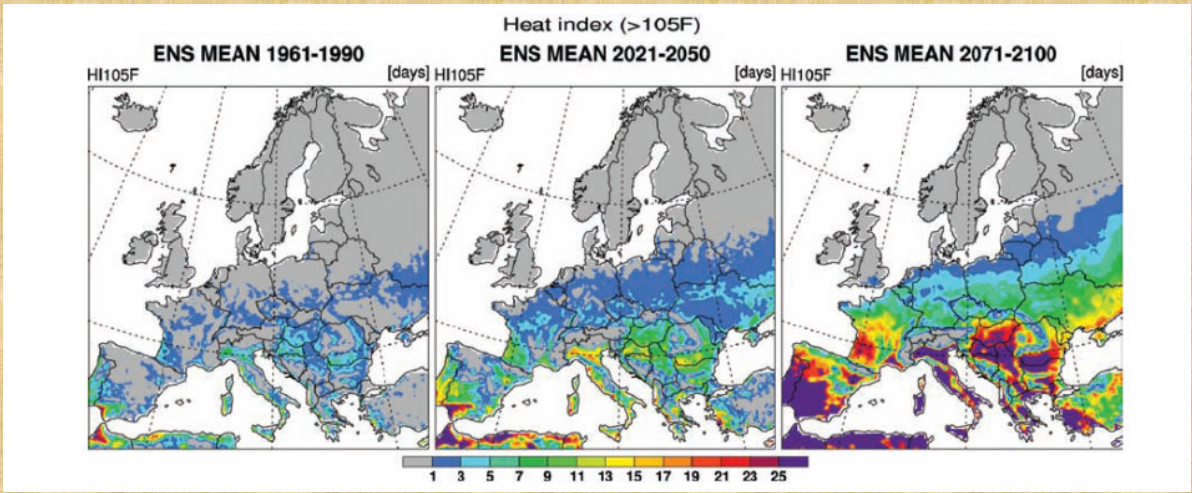 Heat index (>105F)
ENS MEAN 1961-1990 ENS MEAN 2021-2050 ENS MEAN 2071-2100
HI105F [days] HI105F [days] HI105F [days]
1 3 5 7 9 11 13 15 17 19 21 23 25